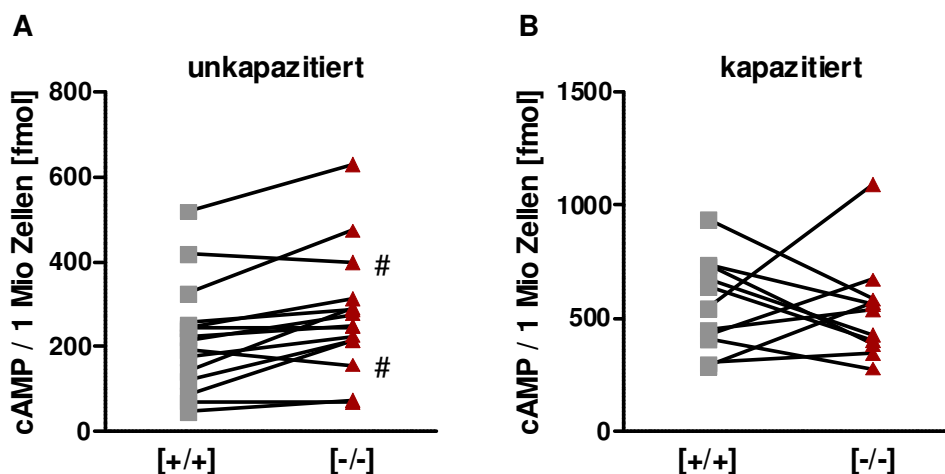 A
unkapazitiert
cAMP / 1 Mio Zellen [fmol]
800
600
400
200
0
#
#
[+/+]
[-/-]
B
kapazitiert
cAMP / 1 Mio Zellen [fmol]
1500
1000
500
0
[+/+]
[-/-]